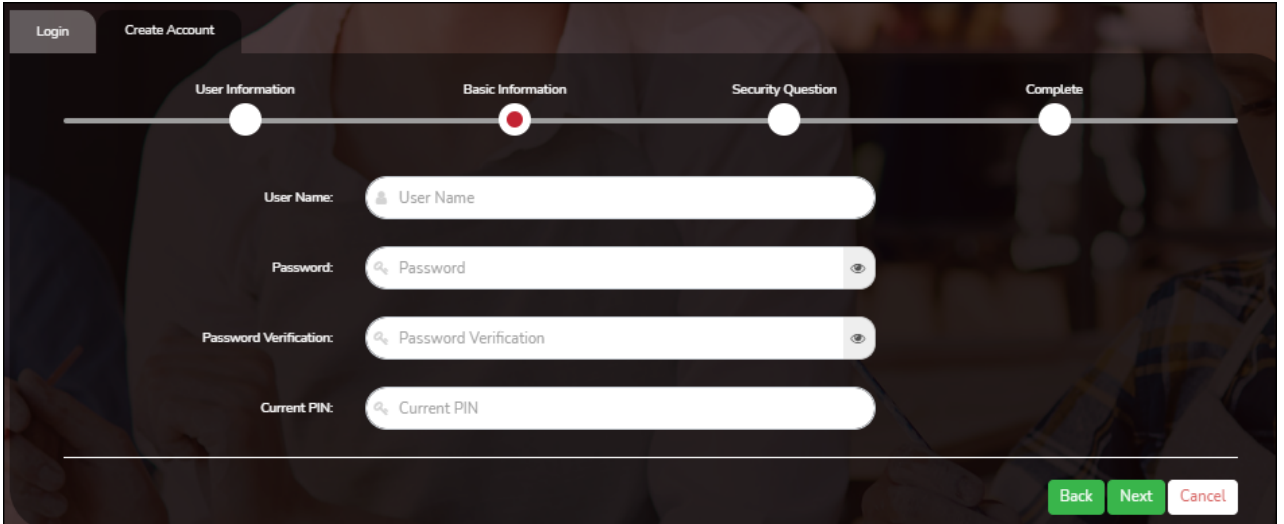 Login Create Account
User Information Basic Information Security Question Complete
User Name: User Name
Password: Password
Password Verification: Password Verification
Current PIN: Current PIN
Back Next Cancel